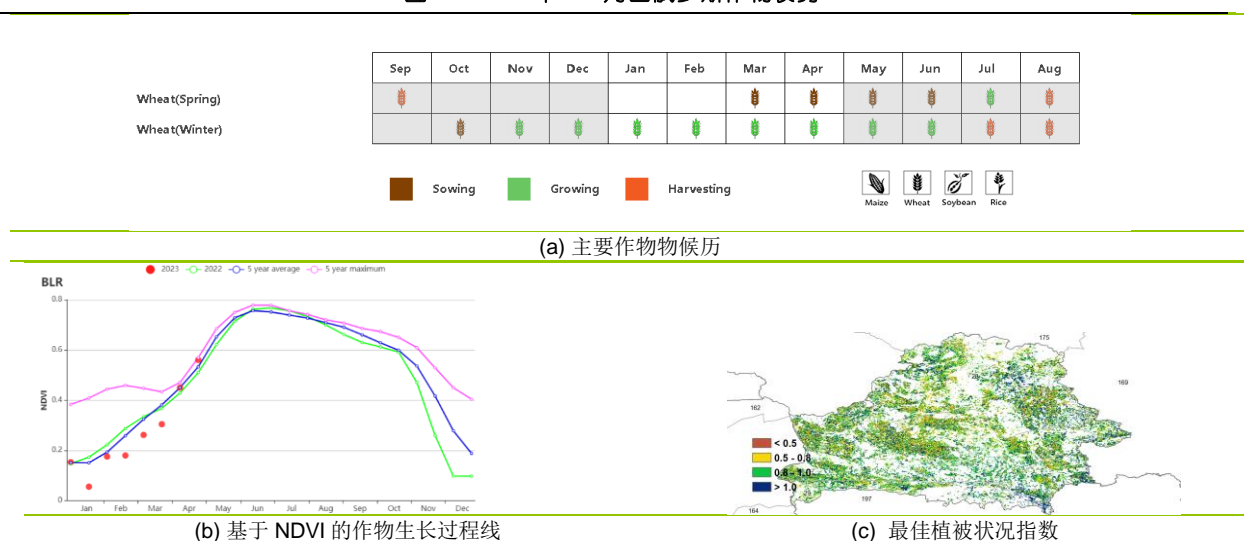 Sep Oct Nov Dec Jan Feb Mar Apr May Jun Jul Aug
Wheat(Spring)
Wheat(Winter)
Sowing Growing Harvesting
Maize Wheat Soybean Rice
(a) 主要作物物候历
2023 2022 5 year average 5 year maximum
BLR
0.8
0.6
0.4
0.2
0
NDVI
Jan Feb Mar Apr May Jun Jul Aug Sep Oct Nov Dec
175
169
162
< 0.5
0.5 - 0.8
0.8 - 1.0
> 1.0
197
164
(b) 基于 NDVI 的作物生长过程线
(c) 最佳植被状况指数